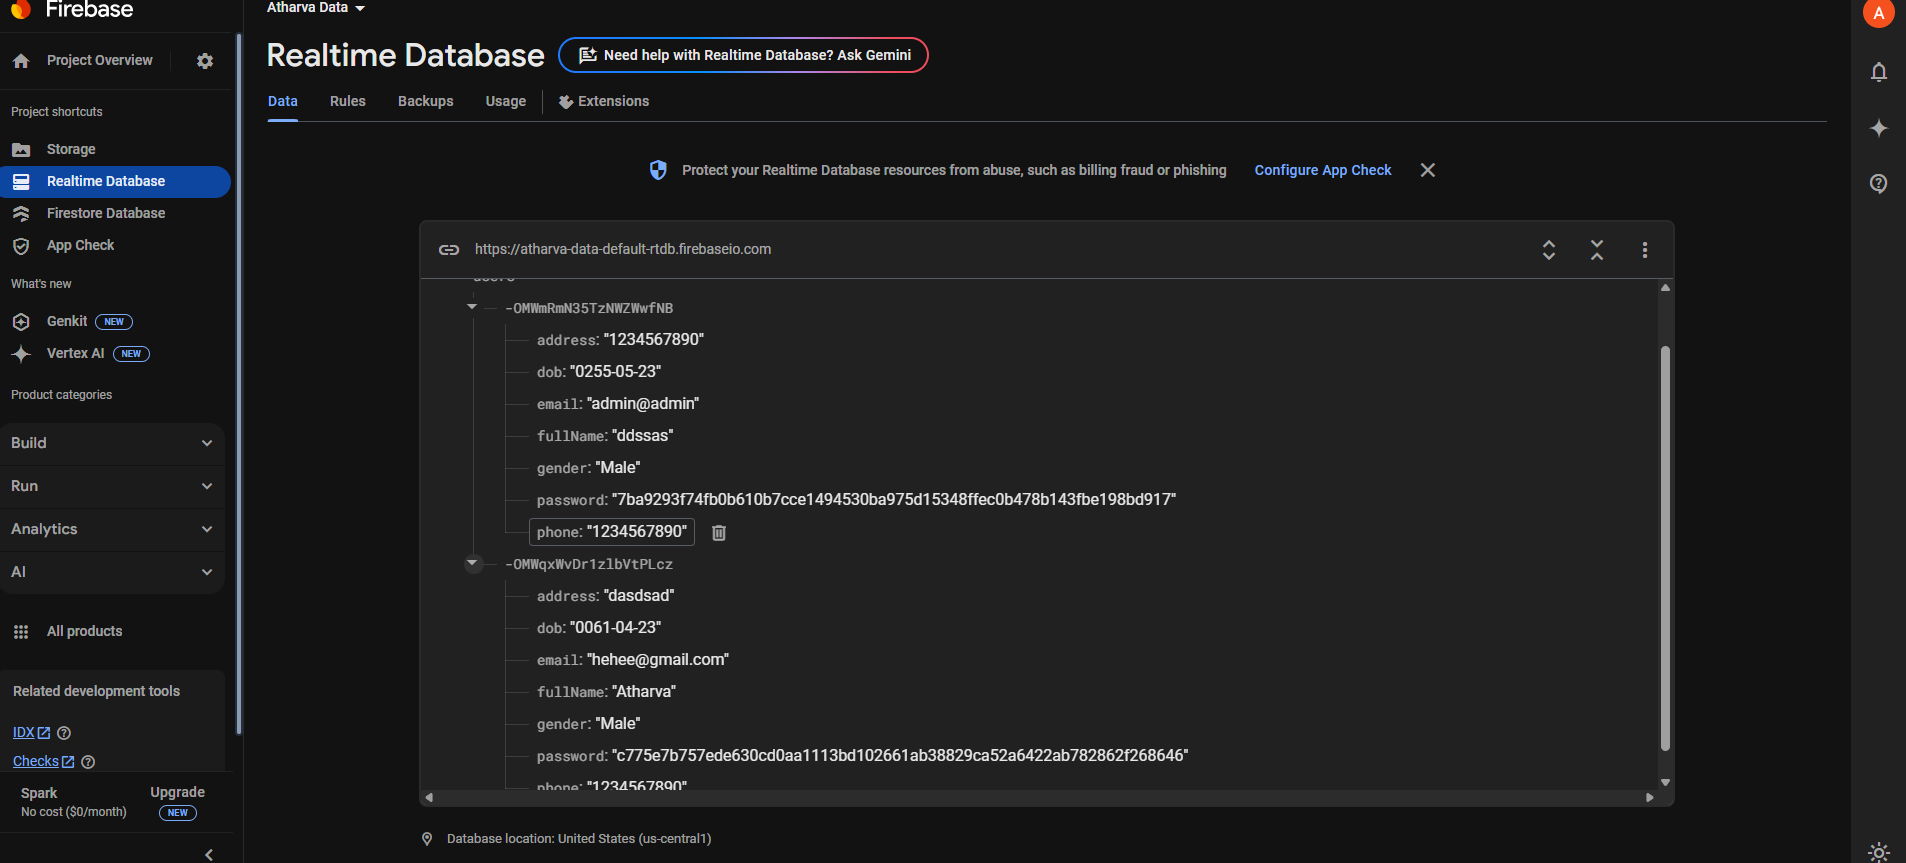 Firebase
Project Overview
Project shortcuts
Storage
Realtime Database
Firestore Database
App Check
What's new
Genkit NEW
Vertex AI NEW
Product categories
Build
Run
Analytics
AI
All products
Related development tools
IDX
Checks
Spark
No cost ($0/month)
Upgrade
NEW
Atharva Data
Realtime Database
Need help with Realtime Database? Ask Gemini
Data Rules Backups Usage Extensions
Protect your Realtime Database resources from abuse, such as billing fraud or phishing Configure App Check
https://atharva-data-default-rtdb.firebaseio.com
users
-OMWmRmN35TzNWZWwfNB
address: "1234567890"
dob: "0255-05-23"
email: "admin@admin"
fullName: "ddssas"
gender: "Male"
password: "7ba9293f74fb0b610b7cce1494530ba975d15348ffec0b478b143fbe198bd917"
phone: "1234567890"
-OMWqxWvDr1zlbVtPLcz
address: "dasdsad"
dob: "0061-04-23"
email: "hehee@gmail.com"
fullName: "Atharva"
gender: "Male"
password: "c775e7b757ede630cd0aa1113bd102661ab38829ca52a6422ab782862f268646"
phone: "1234567890"
Database location: United States (us-central1)
A